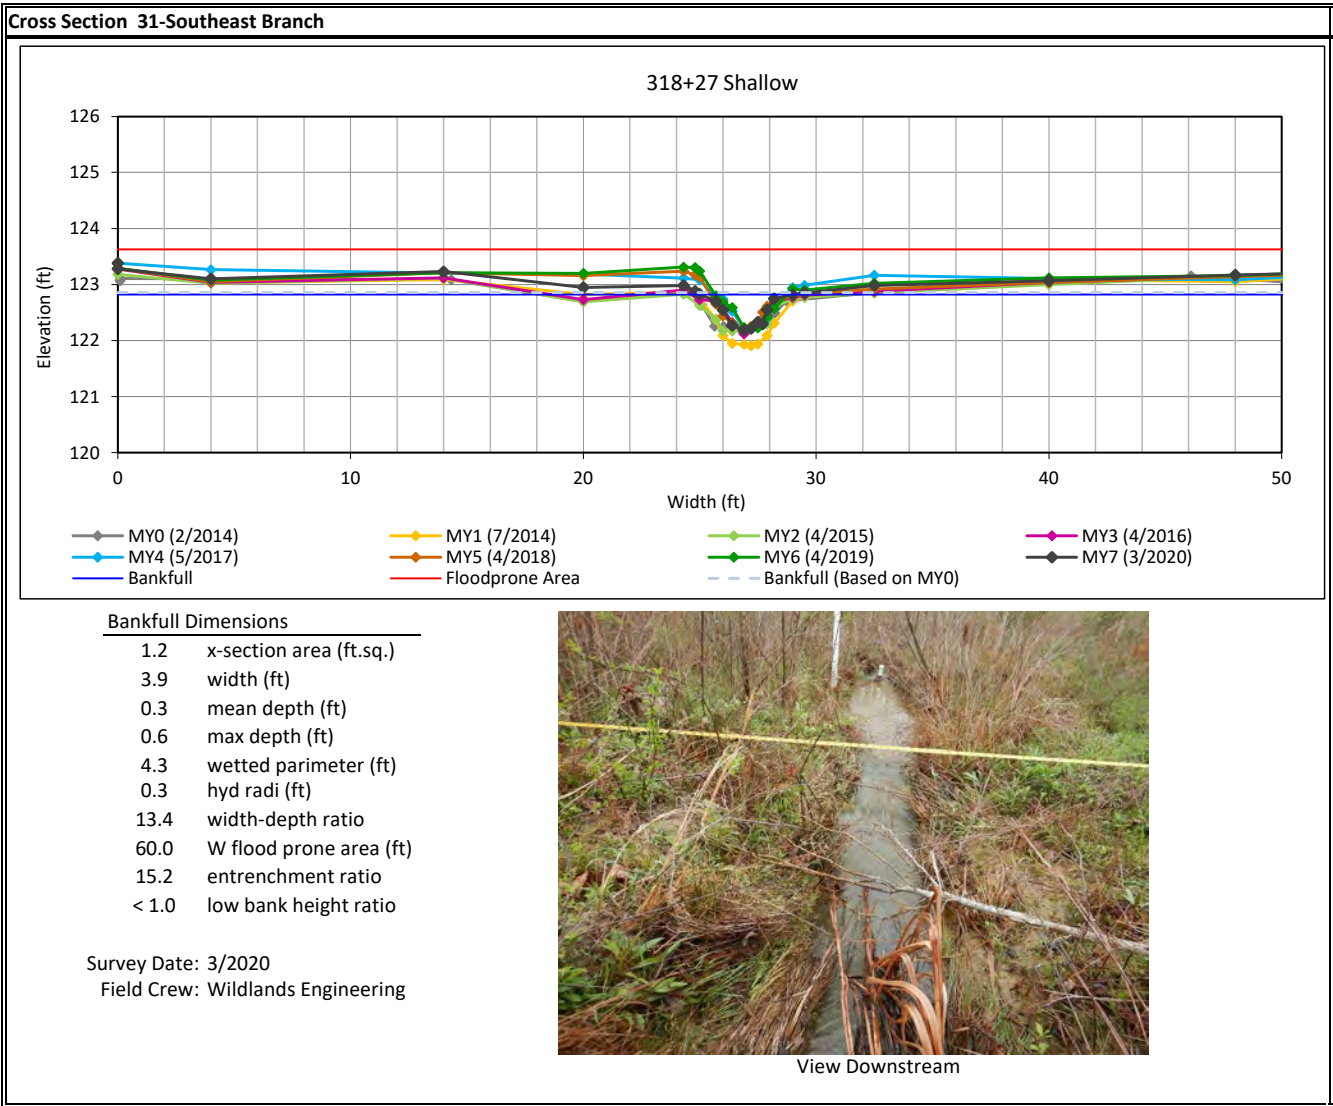 Cross Section 31-Southeast Branch
318+27 Shallow
126
125
124
123
122
121
120
Elevation (ft)
0 10 20 30 40 50
Width (ft)
MY0 (2/2014) MY1 (7/2014) MY2 (4/2015) MY3 (4/2016)
MY4 (5/2017) MY5 (4/2018) MY6 (4/2019) MY7 (3/2020)
Bankfull Floodprone Area Bankfull (Based on MY0)
Bankfull Dimensions
1.2 x-section area (ft.sq.)
3.9 width (ft)
0.3 mean depth (ft)
0.6 max depth (ft)
4.3 wetted parimeter (ft)
0.3 hyd radi (ft)
13.4 width-depth ratio
60.0 W flood prone area (ft)
15.2 entrenchment ratio
< 1.0 low bank height ratio
Survey Date: 3/2020
Field Crew: Wildlands Engineering
View Downstream